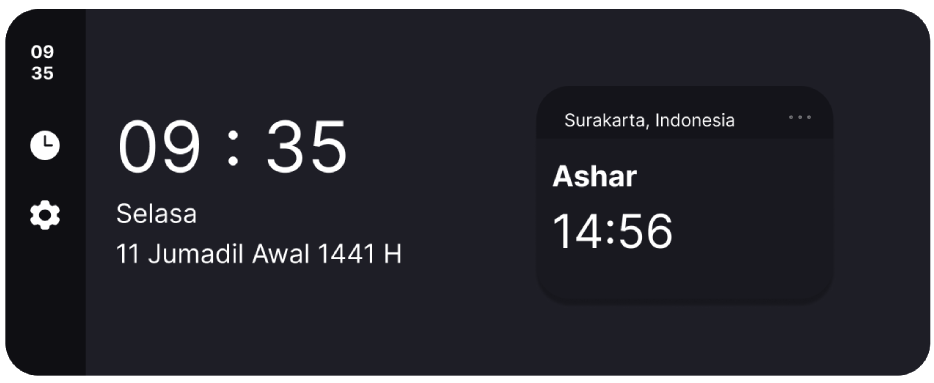 09
35
09 : 35
Selasa
11 Jumadil Awal 1441 H
Surakarta, Indonesia
Ashar
14:56